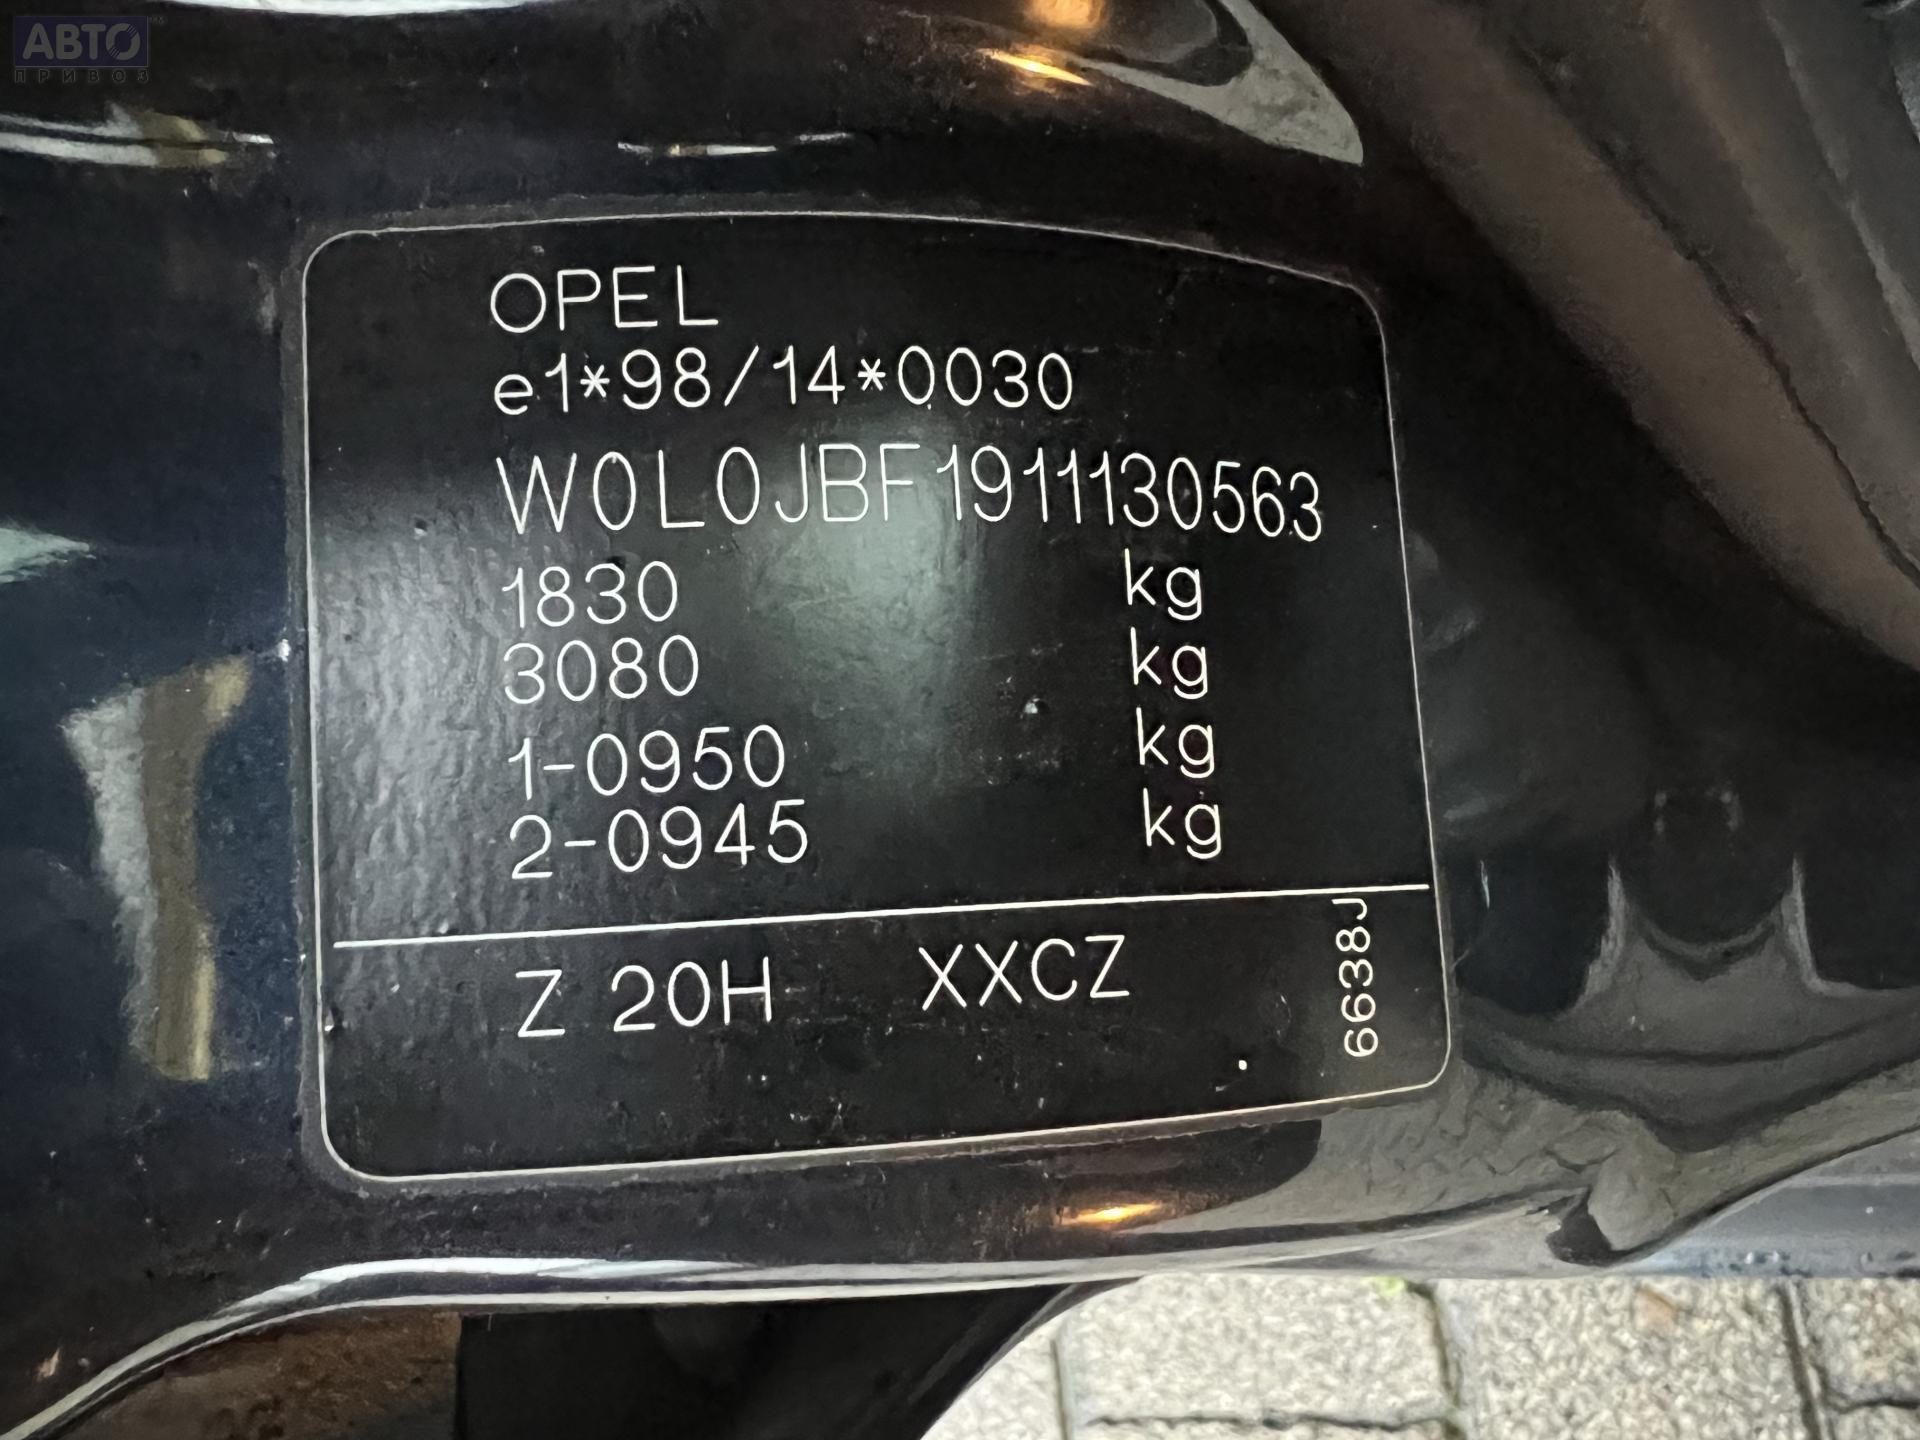 АВТО
ПРИВОЗ
OPEL
e1*98/14*0030
W0L0JBF1911130563
1830 kg
3080 kg
1-0950 kg
2-0945 kg
Z 20H XXCZ
6638J